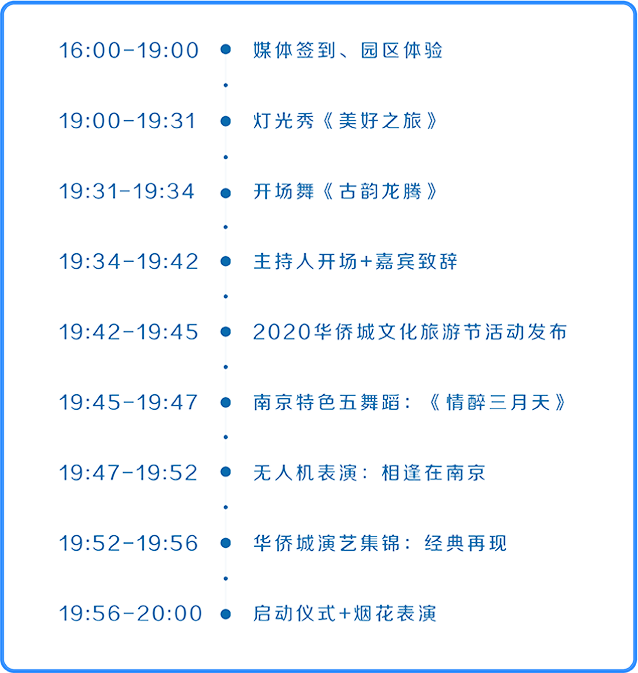 16:00-19:00 媒体签到、园区体验
19:00-19:31 灯光秀《美好之旅》
19:31-19:34 开场舞《古韵龙腾》
19:34-19:42 主持人开场+嘉宾致辞
19:42-19:45 2020华侨城文化旅游节活动发布
19:45-19:47 南京特色五舞蹈：《情醉三月天》
19:47-19:52 无人机表演：相逢在南京
19:52-19:56 华侨城演艺集锦：经典再现
19:56-20:00 启动仪式+烟花表演